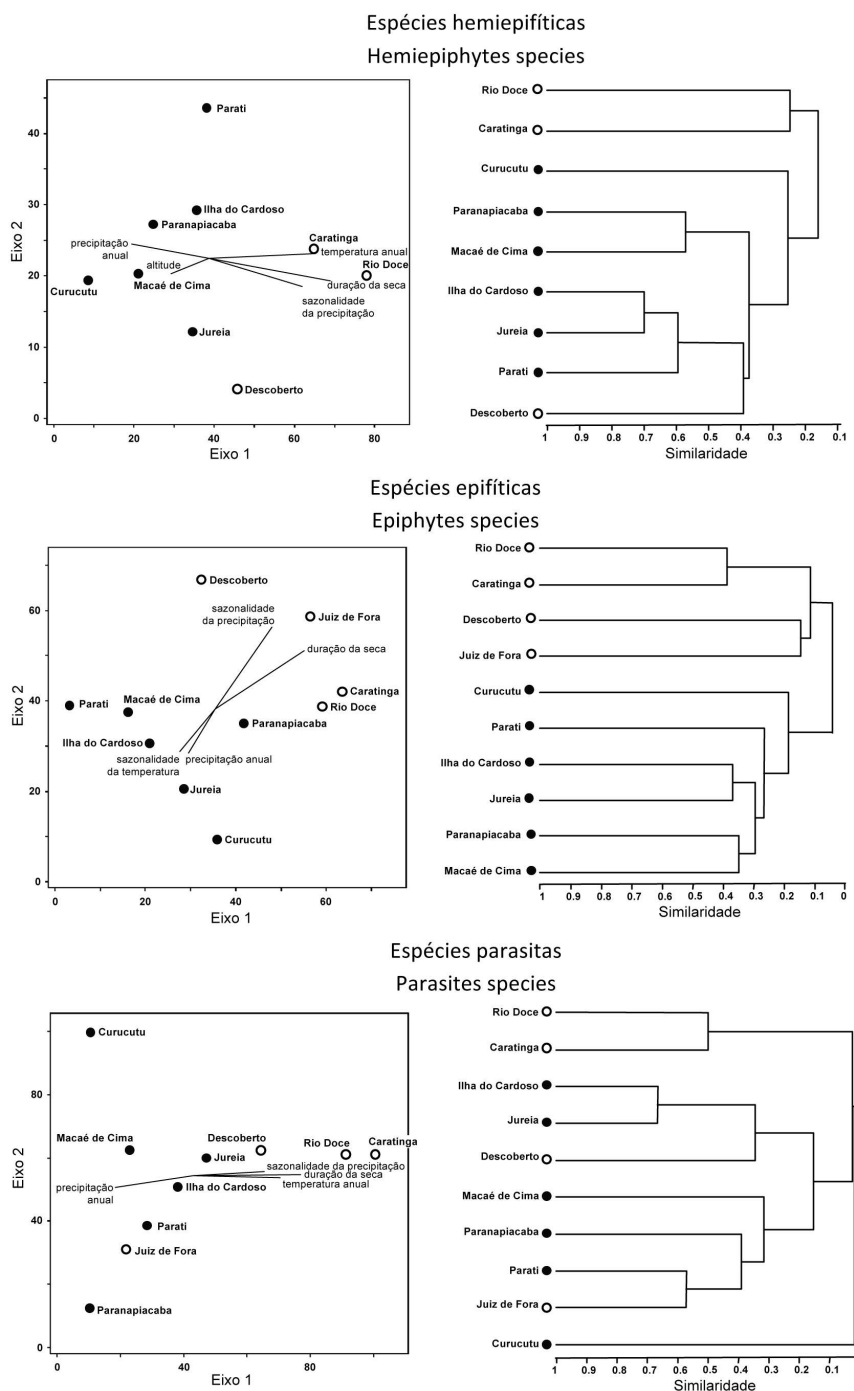 Espécies hemiepifíticas
Hemiepiphytes species
Eixo 2
40
30
20
10
0
Parati
Ilha do Cardoso
Paranapiacaba
Caratinga
precipitação
anual
temperatura anual
altitude
Rio Doce
Macaé de Cima
duração da seca
Curucutu
sazonalidade
da precipitação
Jureia
Descoberto
0 20 40 60 80
Eixo 1
Rio Doce
Caratinga
Curucutu
Paranapiacaba
Macaé de Cima
Ilha do Cardoso
Jureia
Parati
Descoberto
1 0.9 0.8 0.7 0.6 0.5 0.4 0.3 0.2 0.1
Similaridade
Espécies epifíticas
Epiphytes species
Eixo 2
60
40
20
0
Descoberto
sazonalidade
da precipitação
Juiz de Fora
duração da seca
Parati
Macaé de Cima
Caratinga
Rio Doce
Paranapiacaba
Ilha do Cardoso
sazonalidade
da temperatura
precipitação anual
Jureia
Curucutu
0 20 40 60
Eixo 1
Rio Doce
Caratinga
Descoberto
Juiz de Fora
Curucutu
Parati
Ilha do Cardoso
Jureia
Paranapiacaba
Macaé de Cima
1 0.9 0.8 0.7 0.6 0.5 0.4 0.3 0.2 0.1 0
Similaridade
Espécies parasitas
Parasites species
Eixo 2
80
40
0
Curucutu
Macaé de Cima
Descoberto
Rio Doce
Caratinga
Jureia
sazonalidade da precipitação
duração da seca
temperatura anual
precipitação
anual
Ilha do Cardoso
Parati
Juiz de Fora
Paranapiacaba
0 40 80
Eixo 1
Rio Doce
Caratinga
Ilha do Cardoso
Jureia
Descoberto
Macaé de Cima
Paranapiacaba
Parati
Juiz de Fora
Curucutu
1 0.9 0.8 0.7 0.6 0.5 0.4 0.3 0.2 0.1
Similaridade